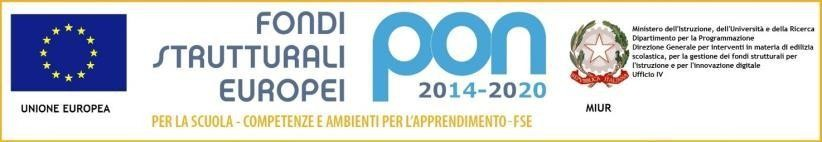 UNIONE EUROPEA
FONDI
STRUTTURALI
EUROPEI
pon
2014-2020
PER LA SCUOLA - COMPETENZE E AMBIENTI PER L'APPRENDIMENTO-FSE
REPVBBLICA ITALIANA
MIUR
Ministero dell'Istruzione, dell'Università e della Ricerca
Dipartimento per la Programmazione
Direzione Generale per interventi in materia di edilizia
scolastica, per la gestione dei fondi strutturali per
l'istruzione e per l'innovazione digitale
Ufficio IV